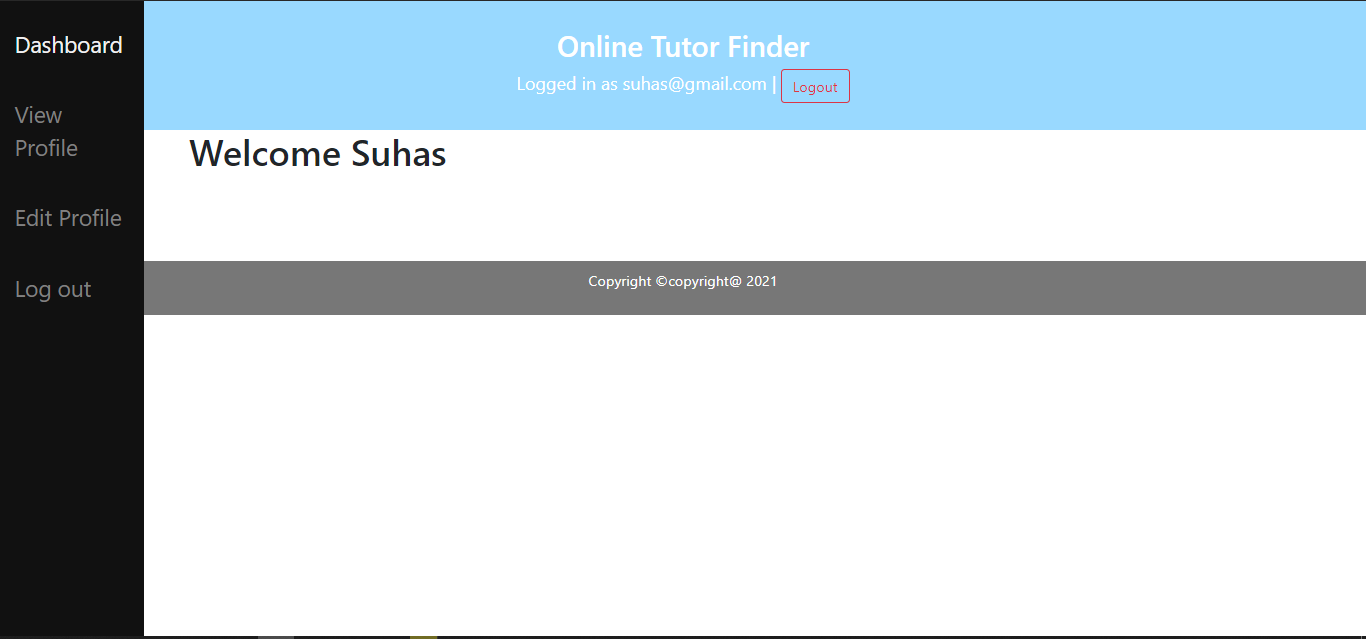 Dashboard
View
Profile
Edit Profile
Log out
Online Tutor Finder
Logged in as suhas@gmail.com | Logout
Welcome Suhas
Copyright ©copyright@ 2021